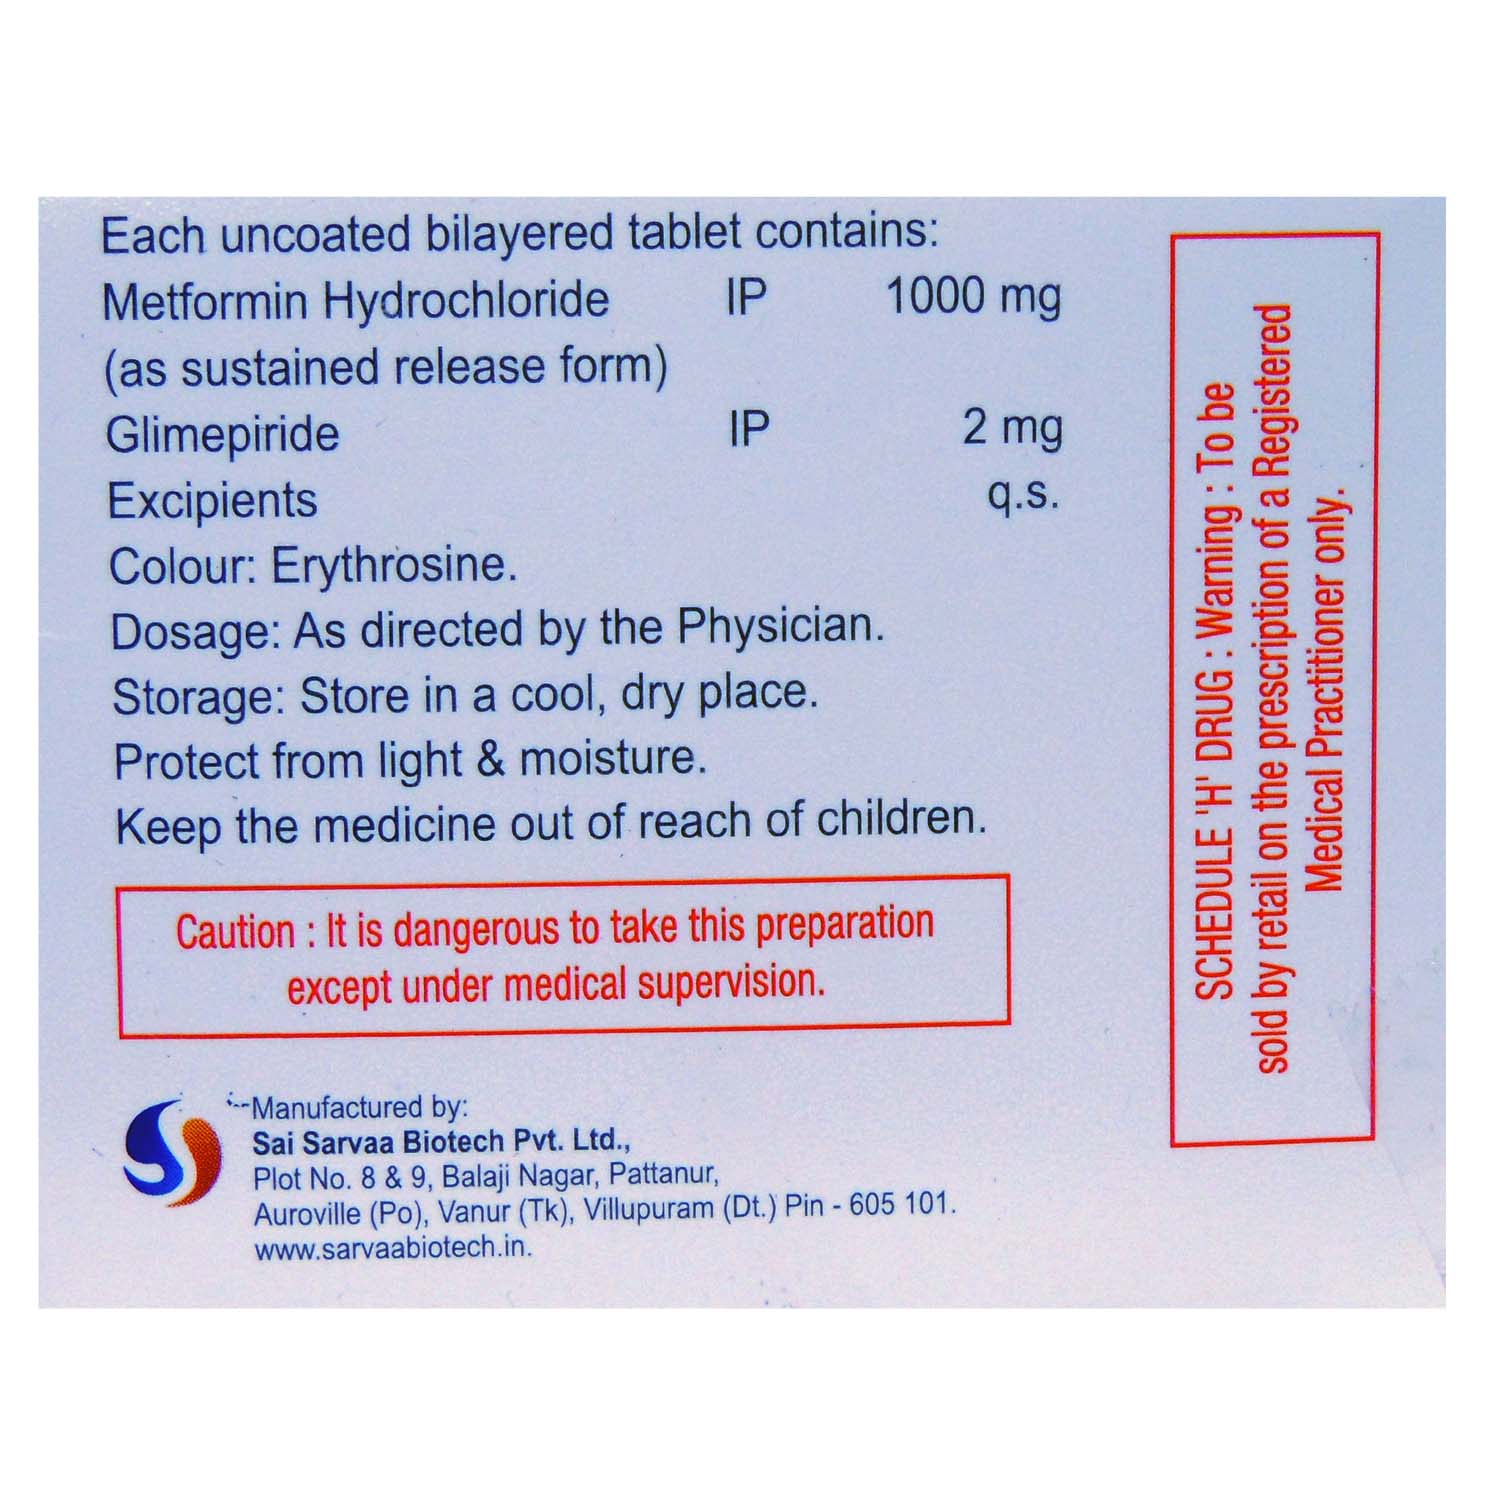 Each uncoated bilayered tablet contains:
Metformin Hydrochloride IP 1000 mg
(as sustained release form)
Glimepiride IP 2 mg
Excipients q.s.
Colour: Erythrosine.
Dosage: As directed by the Physician.
Storage: Store in a cool, dry place.
Protect from light & moisture.
Keep the medicine out of reach of children.
Caution : It is dangerous to take this preparation
except under medical supervision.
Manufactured by:
Sai Sarvaa Biotech Pvt. Ltd.,
Plot No. 8 & 9, Balaji Nagar, Pattanur,
Auroville (Po), Vanur (Tk), Villupuram (Dt.) Pin - 605 101.
www.sarvaabiotech.in.
SCHEDULE 'H' DRUG : Warning : To be
sold by retail on the prescription of a Registered
Medical Practitioner only.